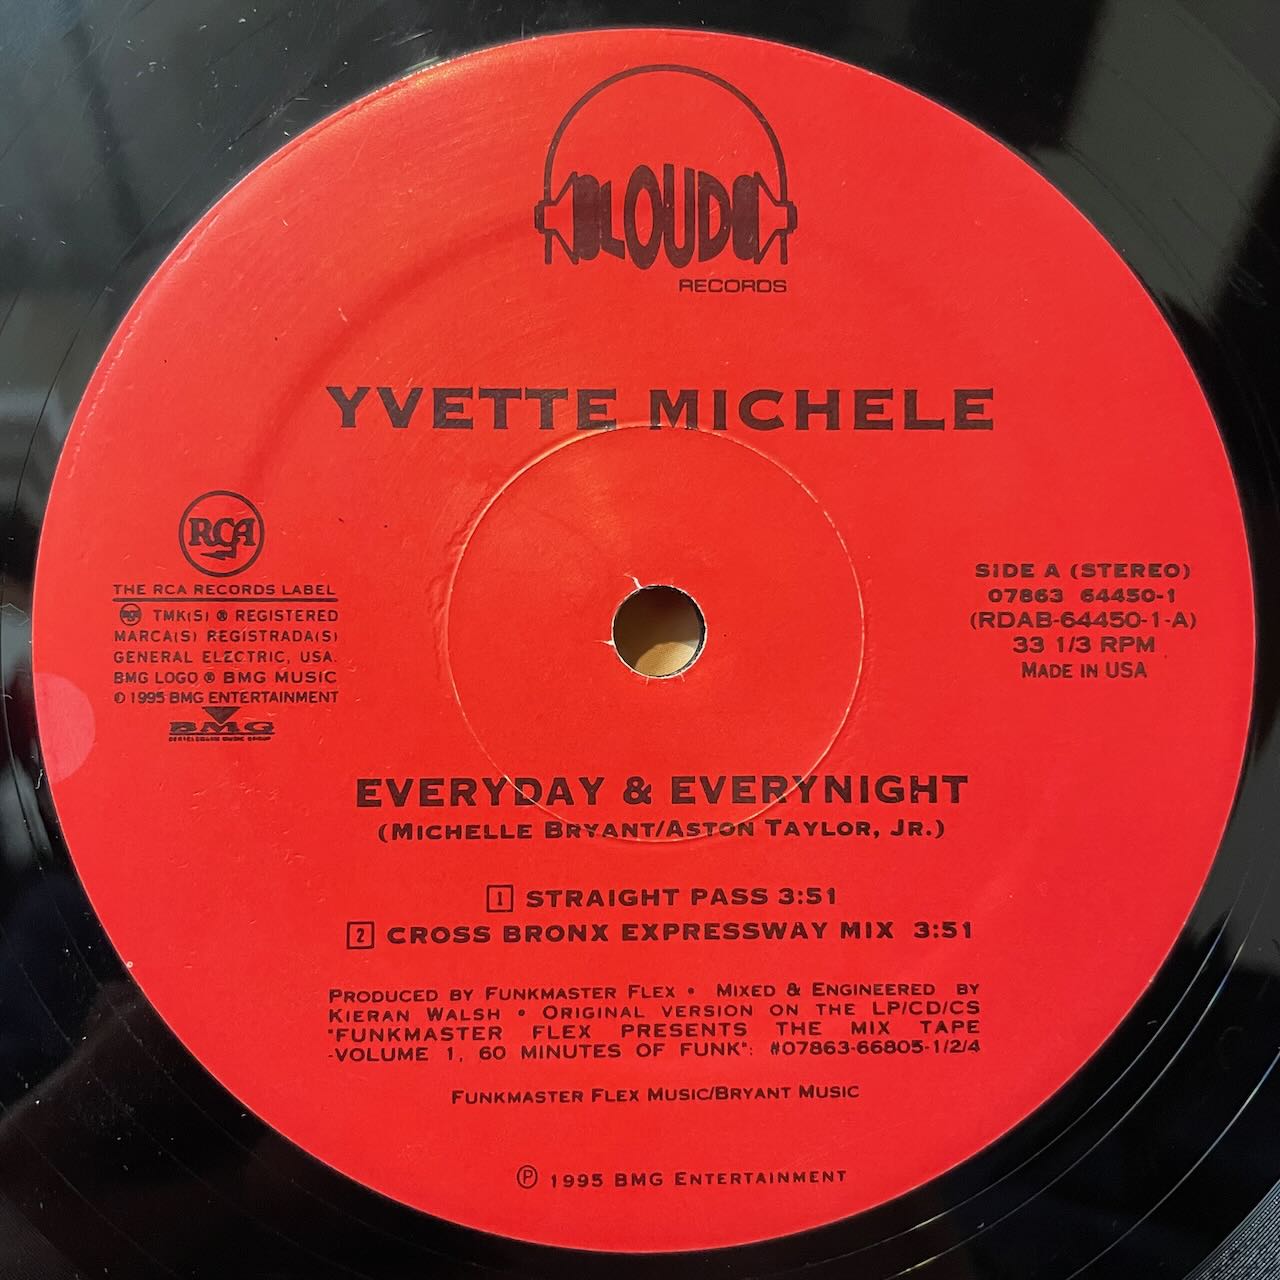 LOUD
RECORDS
YVETTE MICHELE
RCA
THE RCA RECORDS LABEL
TMK(S) ® REGISTERED
MARCA(S) REGISTRADA(S)
GENERAL ELECTRIC, USA.
BMG LOGO ® BMG MUSIC
© 1995 BMG ENTERTAINMENT
BMG
BERTELSMANN MUSIC GROUP
SIDE A (STEREO)
07863 64450-1
(RDAB-64450-1-A)
33 1/3 RPM
MADE IN USA
EVERYDAY & EVERYNIGHT
(MICHELLE BRYANT/ASTON TAYLOR, JR.)
1 STRAIGHT PASS 3:51
2 CROSS BRONX EXPRESSWAY MIX 3:51
PRODUCED BY FUNKMASTER FLEX • MIXED & ENGINEERED BY
KIERAN WALSH • ORIGINAL VERSION ON THE LP/CD/CS
"FUNKMASTER FLEX PRESENTS THE MIX TAPE
-VOLUME 1, 60 MINUTES OF FUNK": #07863-66805-1/2/4
FUNKMASTER FLEX MUSIC/BRYANT MUSIC
℗ 1995 BMG ENTERTAINMENT